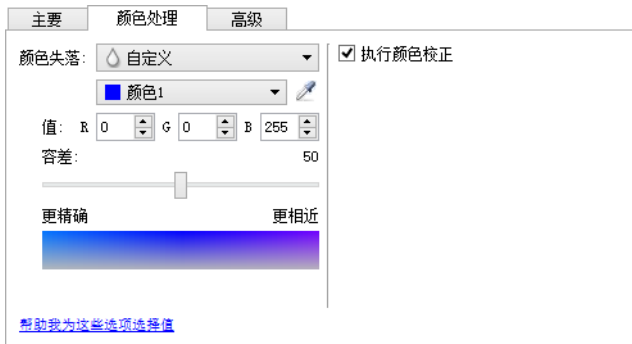 主要 颜色处理 高级
颜色失落: 自定义
执行颜色校正
颜色1
值: R 0 G 0 B 255
容差: 50
更精确 更相近
帮助我为这些选项选择值